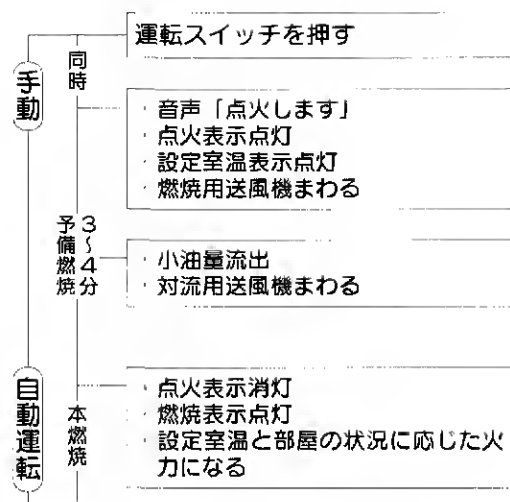 運転スイッチを押す
同時
手動
・音声「点火します」
・点火表示点灯
・設定室温表示点灯
・燃焼用送風機まわる
3〜4分
予備燃焼
・小油量流出
・対流用送風機まわる
自動運転
本燃焼
・点火表示消灯
・燃焼表示点灯
・設定室温と部屋の状況に応じた火
力になる